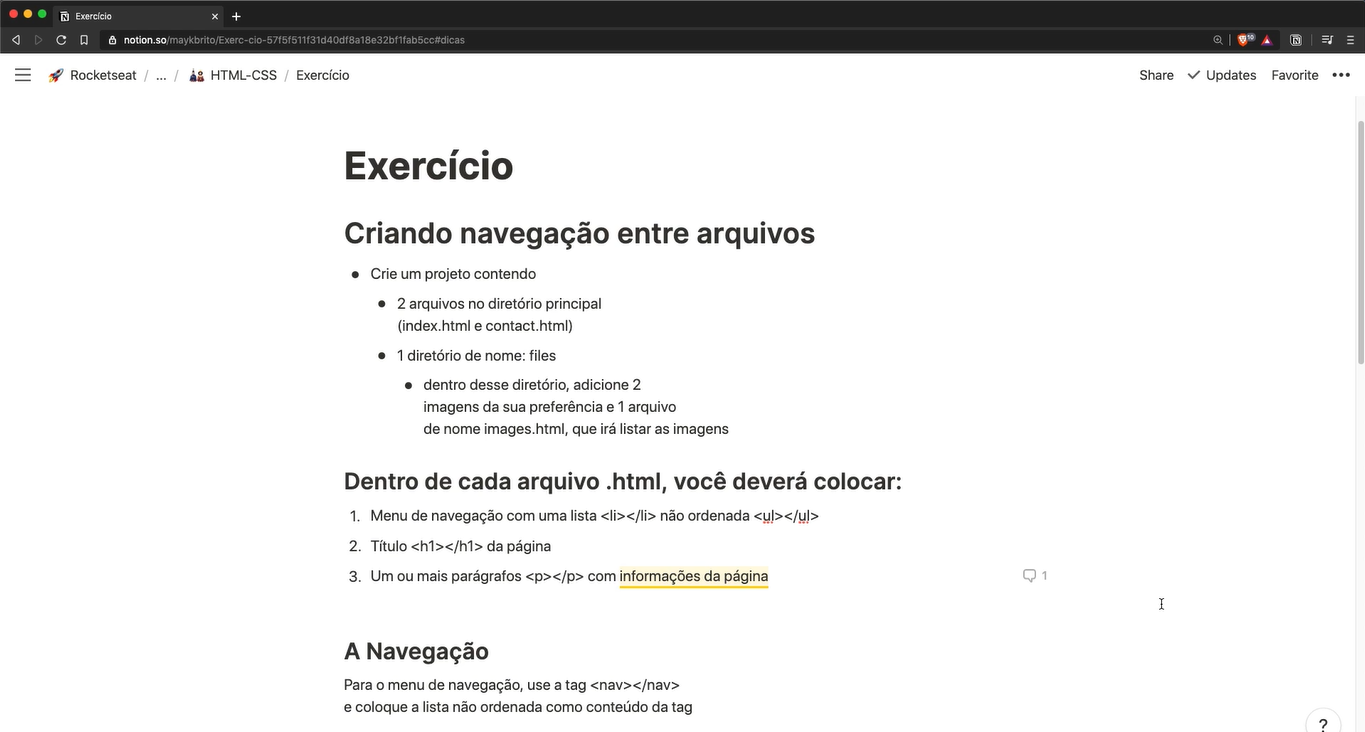 Exercício
notion.so/maykbrito/Exerc-cio-57f5f511f31d40df8a18e32bf1fab5cc#dicas
10
Rocketseat / ... / HTML-CSS / Exercício
Share Updates Favorite
Exercício
Criando navegação entre arquivos
Crie um projeto contendo
2 arquivos no diretório principal
(index.html e contact.html)
1 diretório de nome: files
dentro desse diretório, adicione 2
imagens da sua preferência e 1 arquivo
de nome images.html, que irá listar as imagens
Dentro de cada arquivo .html, você deverá colocar:
1. Menu de navegação com uma lista <li></li> não ordenada <ul></ul>
2. Título <h1></h1> da página
3. Um ou mais parágrafos <p></p> com informações da página
1
A Navegação
Para o menu de navegação, use a tag <nav></nav>
e coloque a lista não ordenada como conteúdo da tag
?